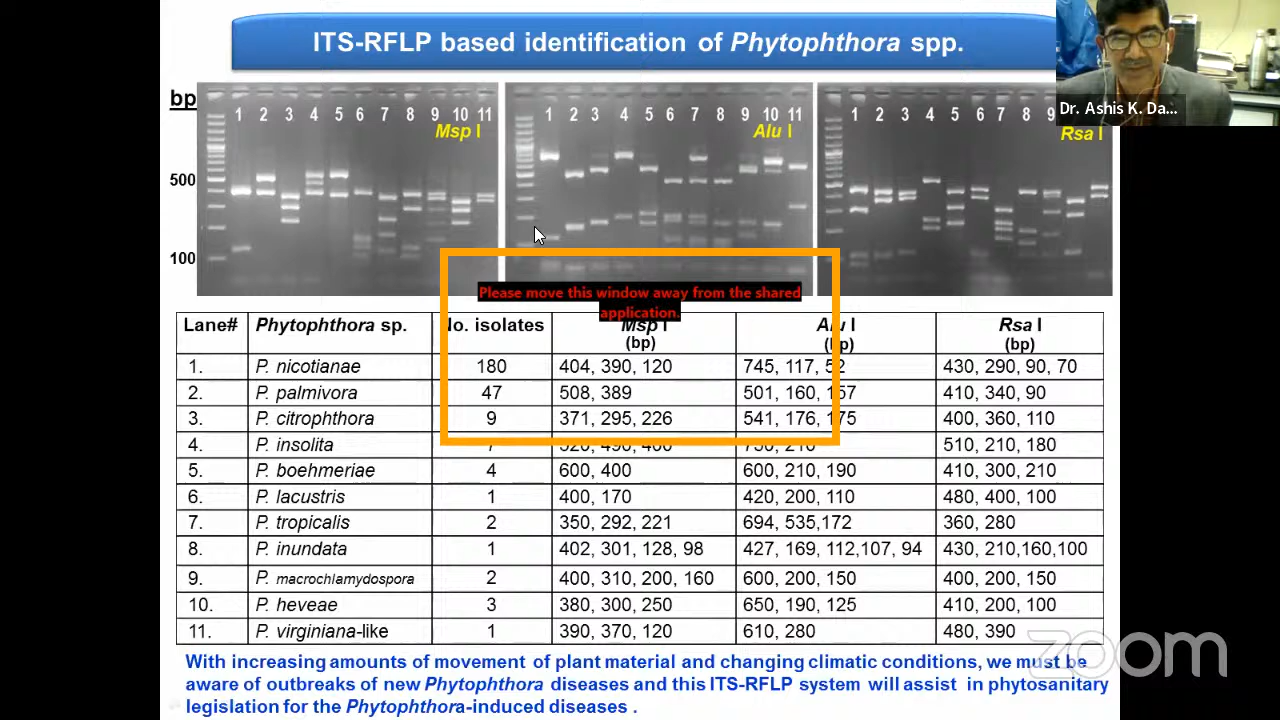 ITS-RFLP based identification of Phytophthora spp.
Dr. Ashis K. Da...
bp
1 2 3 4 5 6 7 8 9 10 11
Msp I
1 2 3 4 5 6 7 8 9 10 11
Alu I
1 2 3 4 5 6 7 8 9
Rsa I
500
100
Please move this window away from the shared
application.
Lane# Phytophthora sp. No. isolates Msp I (bp) Alu I (bp) Rsa I (bp)
1. P. nicotianae 180 404, 390, 120 745, 117, 52 430, 290, 90, 70
2. P. palmivora 47 508, 389 501, 160, 157 410, 340, 90
3. P. citrophthora 9 371, 295, 226 541, 176, 175 400, 360, 110
4. P. insolita 7 520, 490, 400 750, 210 510, 210, 180
5. P. boehmeriae 4 600, 400 600, 210, 190 410, 300, 210
6. P. lacustris 1 400, 170 420, 200, 110 480, 400, 100
7. P. tropicalis 2 350, 292, 221 694, 535,172 360, 280
8. P. inundata 1 402, 301, 128, 98 427, 169, 112,107, 94 430, 210,160,100
9. P. macrochlamydospora 2 400, 310, 200, 160 600, 200, 150 400, 200, 150
10. P. heveae 3 380, 300, 250 650, 190, 125 410, 200, 100
11. P. virginiana-like 1 390, 370, 120 610, 280 480, 390
With increasing amounts of movement of plant material and changing climatic conditions, we must be
aware of outbreaks of new Phytophthora diseases and this ITS-RFLP system will assist in phytosanitary
legislation for the Phytophthora-induced diseases .
zoom